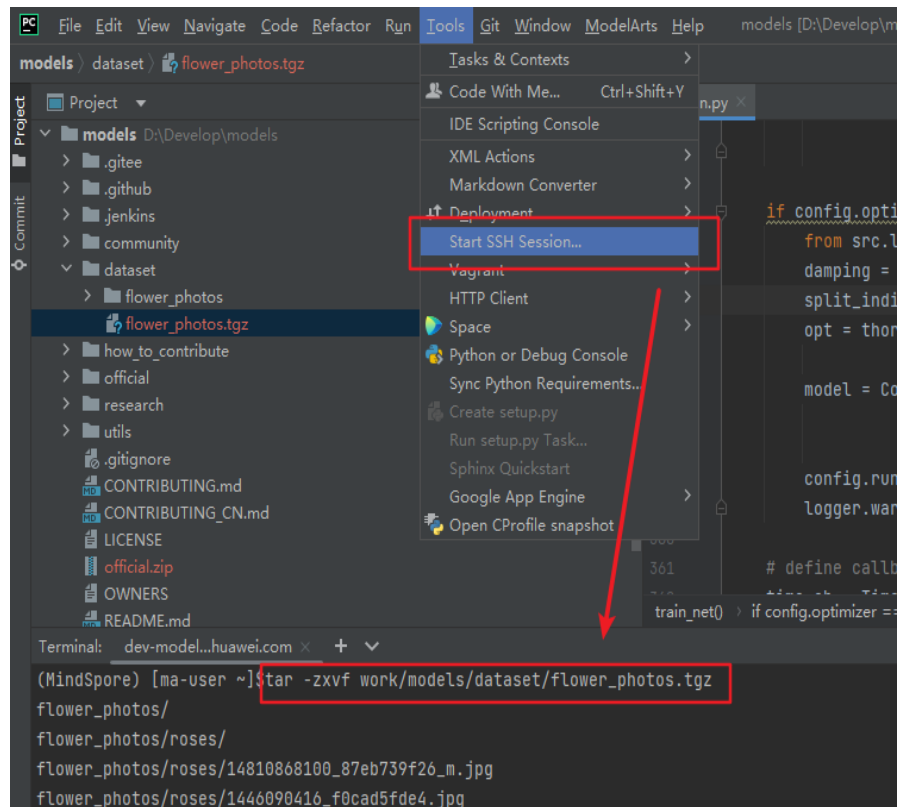 PC File Edit View Navigate Code Refactor Run Tools Git Window ModelArts Help models [D:\Develop\m
models dataset flower_photos.tgz
Project
Project
Commit
models D:\Develop\models
.gitee
.github
.jenkins
community
dataset
flower_photos
flower_photos.tgz
how_to_contribute
official
research
utils
.gitignore
MD CONTRIBUTING.md
MD CONTRIBUTING_CN.md
LICENSE
official.zip
OWNERS
MD README.md
Tasks & Contexts
Code With Me... Ctrl+Shift+Y
IDE Scripting Console
XML Actions
Markdown Converter
Deployment
Start SSH Session...
Vagrant
HTTP Client
Space
Python or Debug Console
Sync Python Requirements...
Create setup.py
Run setup.py Task...
Sphinx Quickstart
Google App Engine
Open CProfile snapshot
n.py
if config.opti
from src.l
damping =
split_indi
opt = thor
model = Co
config.run
logger.war
361 # define callb
train_net() if config.optimizer ==
Terminal: dev-model...huawei.com
(MindSpore) [ma-user ~]$tar -zxvf work/models/dataset/flower_photos.tgz
flower_photos/
flower_photos/roses/
flower_photos/roses/14810868100_87eb739f26_m.jpg
flower_photos/roses/1446090416_f0cad5fde4.jpg